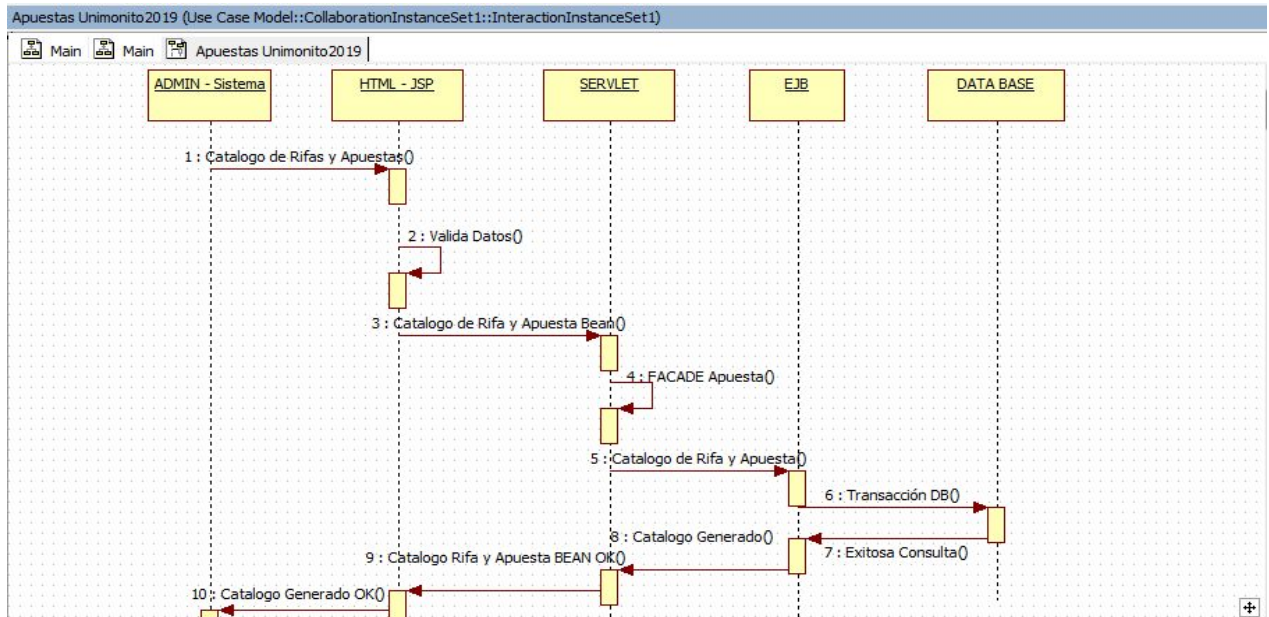 Apuestas Unimonito2019 (Use Case Model::CollaborationInstanceSet1::InteractionInstanceSet1)
Main Main Apuestas Unimonito2019
ADMIN - Sistema HTML - JSP SERVLET EJB DATA BASE
1 : Catalogo de Rifas y Apuestas()
2 : Valida Datos()
3 : Catalogo de Rifa y Apuesta Bean()
4 : FACADE Apuesta()
5 : Catalogo de Rifa y Apuesta()
6 : Transacción DB()
8 : Catalogo Generado()
7 : Exitosa Consulta()
9 : Catalogo Rifa y Apuesta BEAN OK()
10 : Catalogo Generado OK()